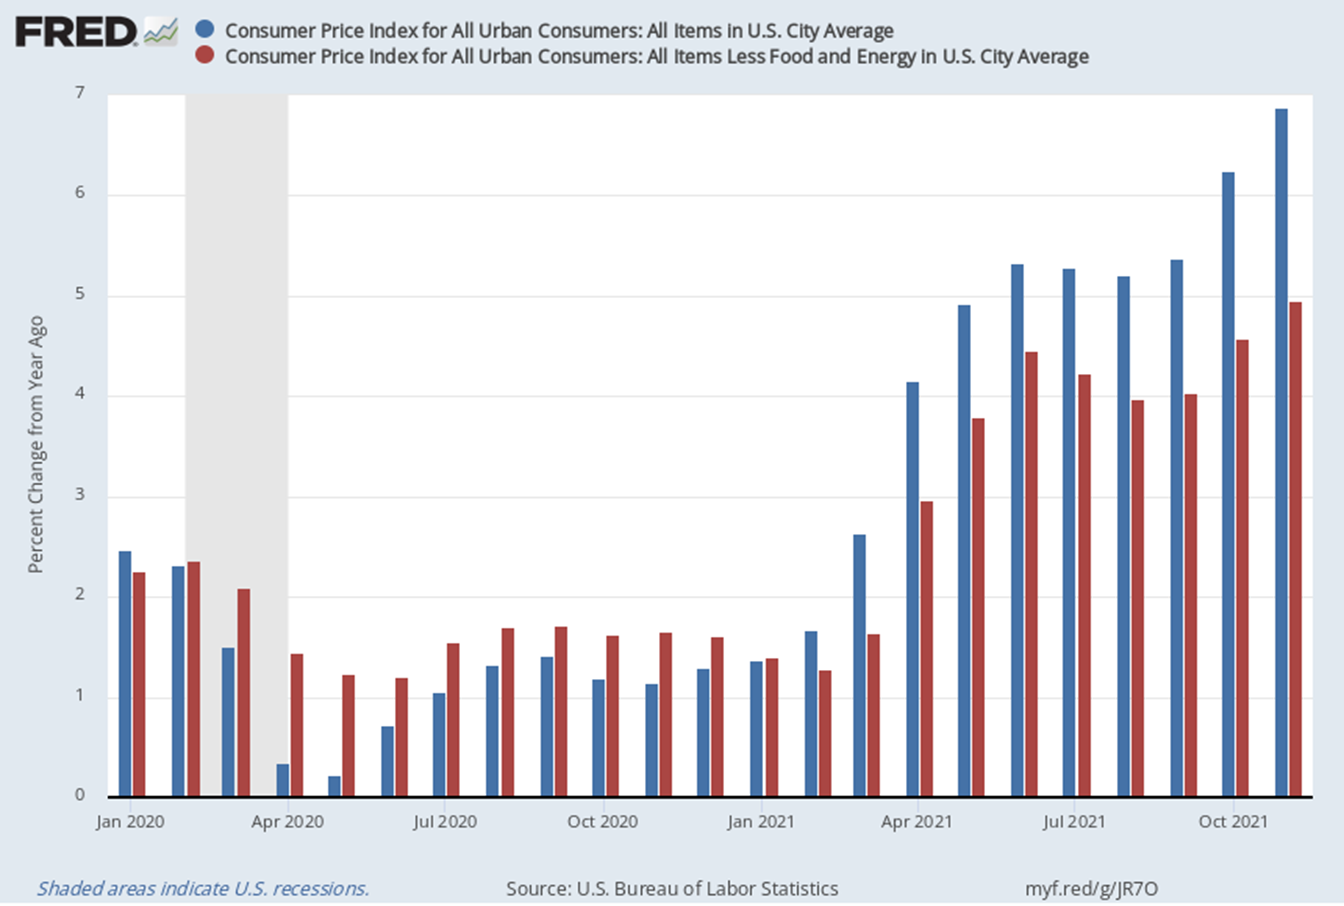 FRED
Consumer Price Index for All Urban Consumers: All Items in U.S. City Average
Consumer Price Index for All Urban Consumers: All Items Less Food and Energy in U.S. City Average
Percent Change from Year Ago
7
6
5
4
3
2
1
0
Jan 2020 Apr 2020 Jul 2020 Oct 2020 Jan 2021 Apr 2021 Jul 2021 Oct 2021
Shaded areas indicate U.S. recessions. Source: U.S. Bureau of Labor Statistics myf.red/g/JR7O